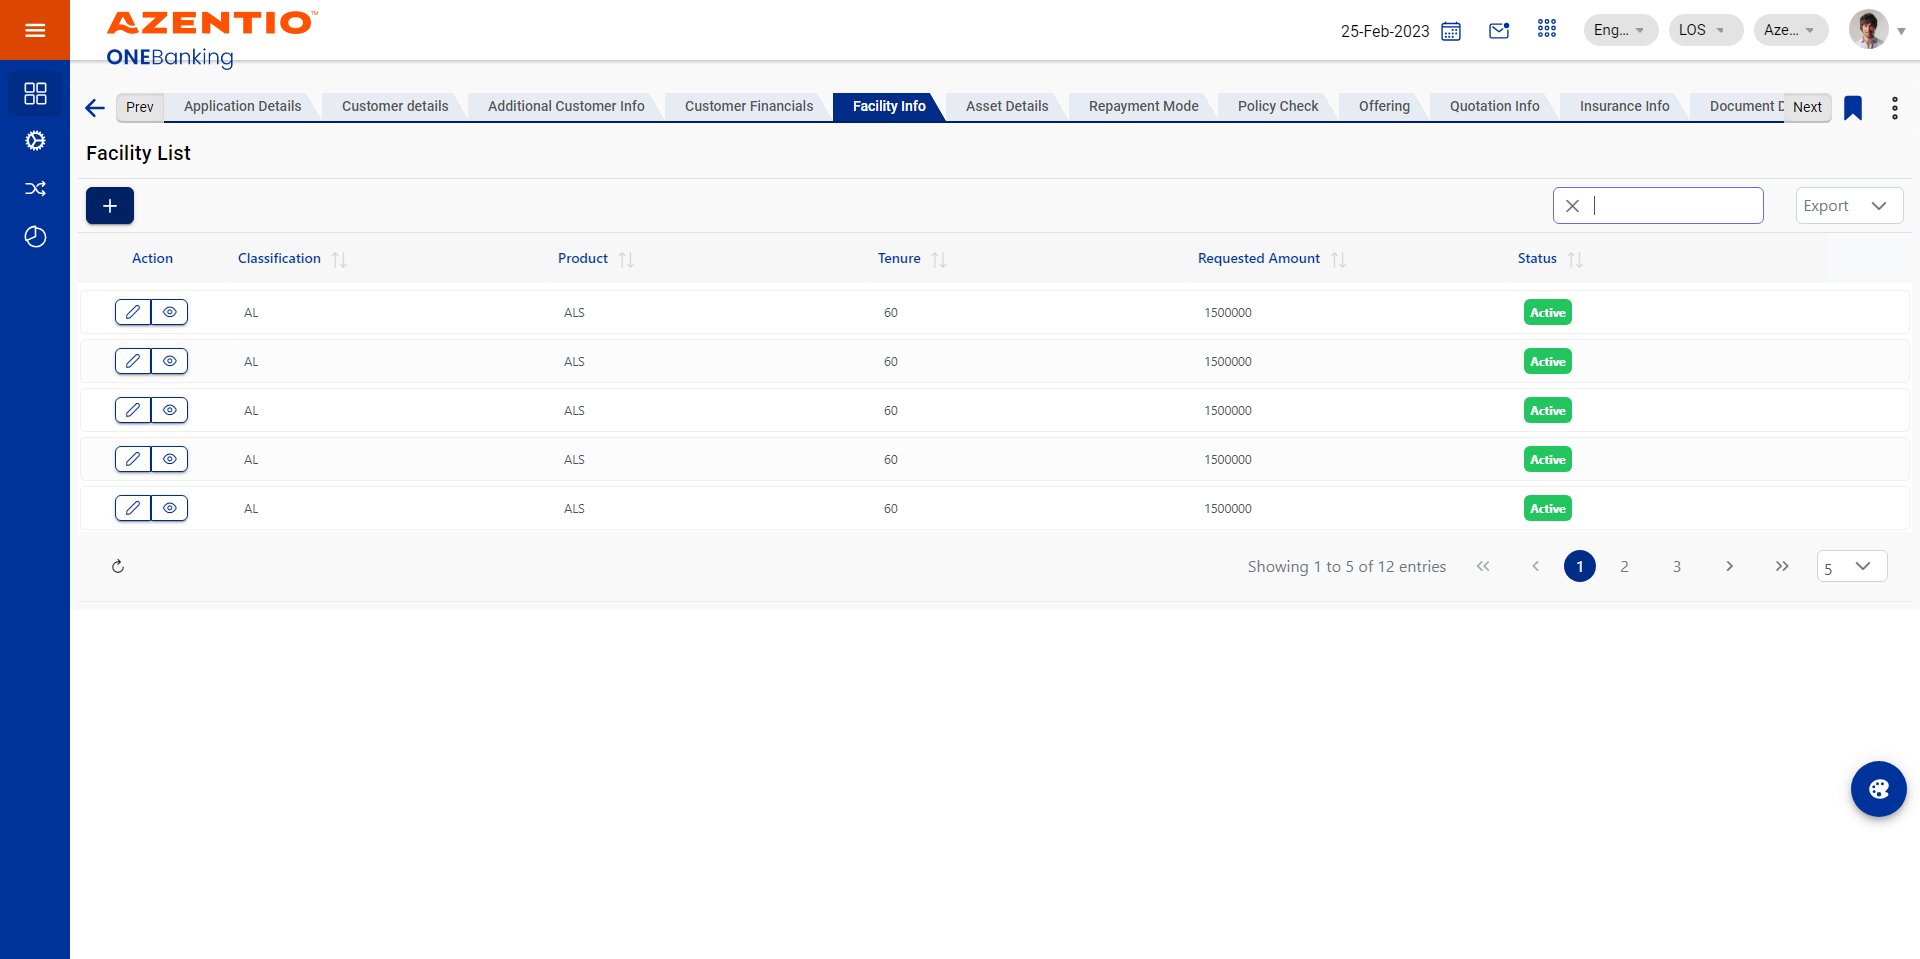 AZENTIO™
ONEBanking
25-Feb-2023
Eng...
LOS
Aze...
Prev
Application Details
Customer details
Additional Customer Info
Customer Financials
Facility Info
Asset Details
Repayment Mode
Policy Check
Offering
Quotation Info
Insurance Info
Document D
Next
Facility List
Export
Action Classification Product Tenure Requested Amount Status
AL ALS 60 1500000 Active
AL ALS 60 1500000 Active
AL ALS 60 1500000 Active
AL ALS 60 1500000 Active
AL ALS 60 1500000 Active
Showing 1 to 5 of 12 entries
1 2 3
5